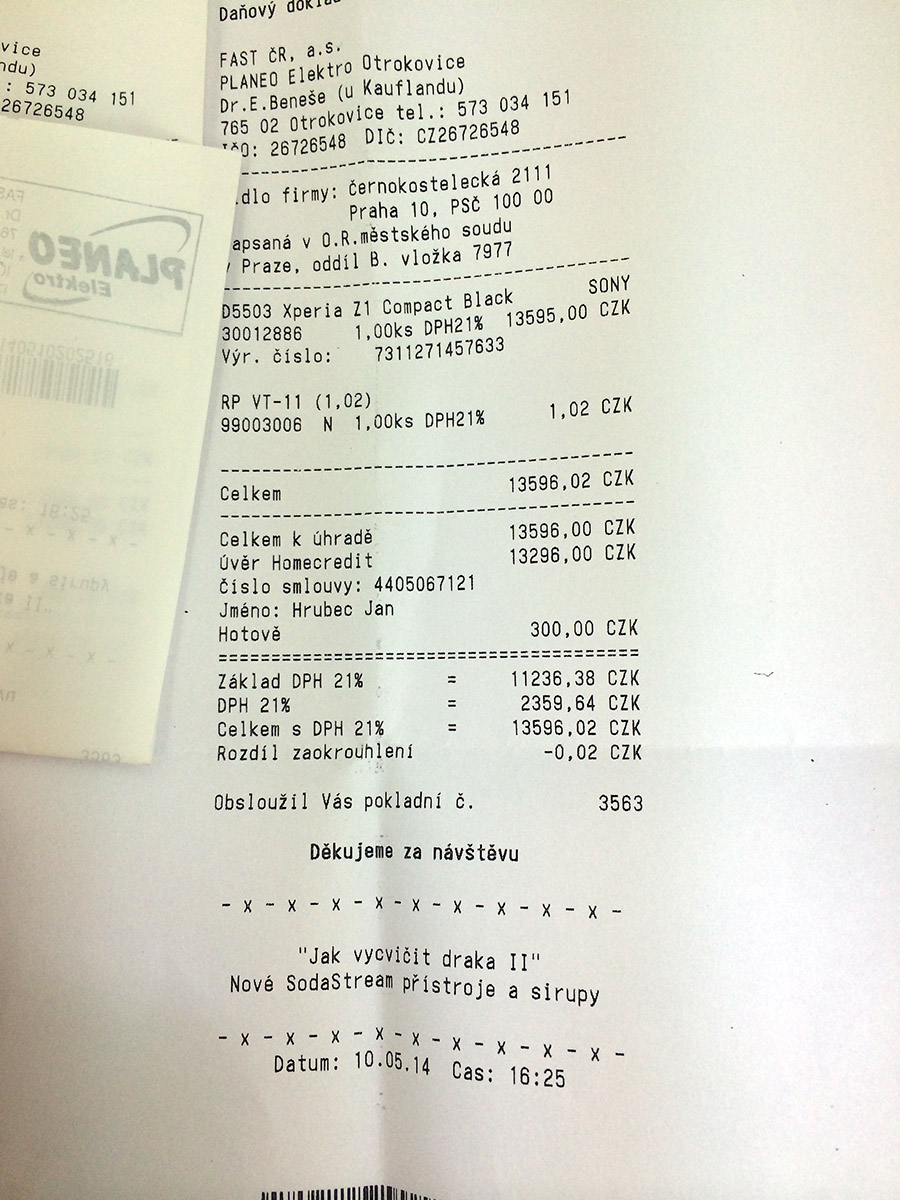 vice
ndu)
: 573 034 151
26726548
PLANEO
Elektro
Daňový doklad
FAST ČR, a.s.
PLANEO Elektro Otrokovice
Dr.E.Beneše (u Kauflandu)
765 02 Otrokovice tel.: 573 034 151
IČO: 26726548 DIČ: CZ26726548
dlo firmy: černokostelecká 2111
Praha 10, PSČ 100 00
apsaná v O.R.městského soudu
v Praze, oddíl B. vložka 7977
D5503 Xperia Z1 Compact Black SONY
30012886 1,00ks DPH21% 13595,00 CZK
Výr. číslo: 7311271457633
RP VT-11 (1,02)
99003006 N 1,00ks DPH21% 1,02 CZK
Celkem 13596,02 CZK
Celkem k úhradě 13596,00 CZK
Úvěr Homecredit 13296,00 CZK
Číslo smlouvy: 4405067121
Jméno: Hrubec Jan
Hotově 300,00 CZK
========================================
Základ DPH 21% = 11236,38 CZK
DPH 21% = 2359,64 CZK
Celkem s DPH 21% = 13596,02 CZK
Rozdíl zaokrouhlení -0,02 CZK
Obsloužil Vás pokladní č. 3563
Děkujeme za návštěvu
- x - x - x - x - x - x - x - x - x -
"Jak vycvičit draka II"
Nové SodaStream přístroje a sirupy
- x - x - x - x - x - x - x - x - x -
Datum: 10.05.14 Cas: 16:25